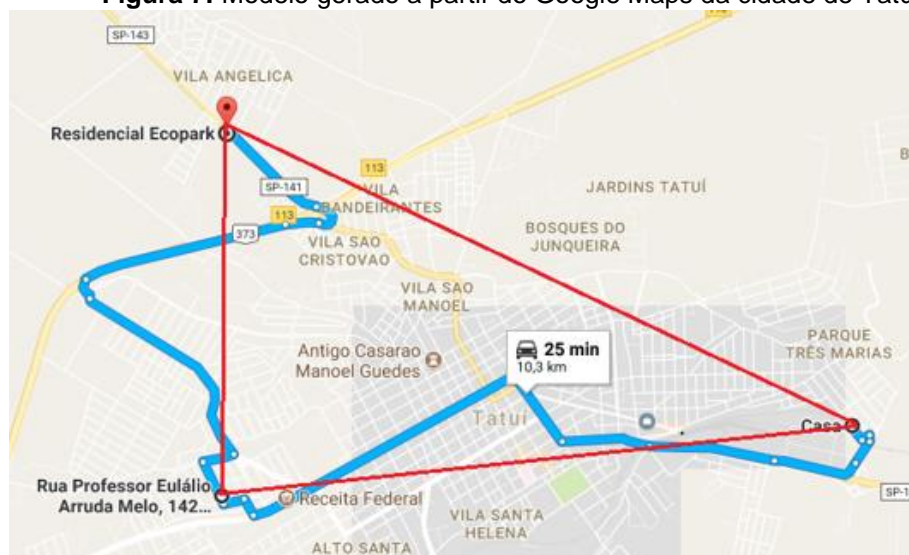 Figura 7. Modelo gerado a partir do Google Maps da cidade de Tatu
SP-143
VILA ANGELICA
Residencial Ecopark
113
SP-141
VILA
BANDEIRANTES
JARDINS TATUÍ
113
373
VILA SAO
CRISTOVAO
BOSQUES DO
JUNQUEIRA
VILA SAO
MANOEL
PARQUE
TRÊS MARIAS
Antigo Casarao
Manoel Guedes
25 min
10,3 km
Tatuí
Casa
Rua Professor Eulálio
Arruda Melo, 142...
Receita Federal
SP-1
VILA SANTA
HELENA
ALTO SANTA